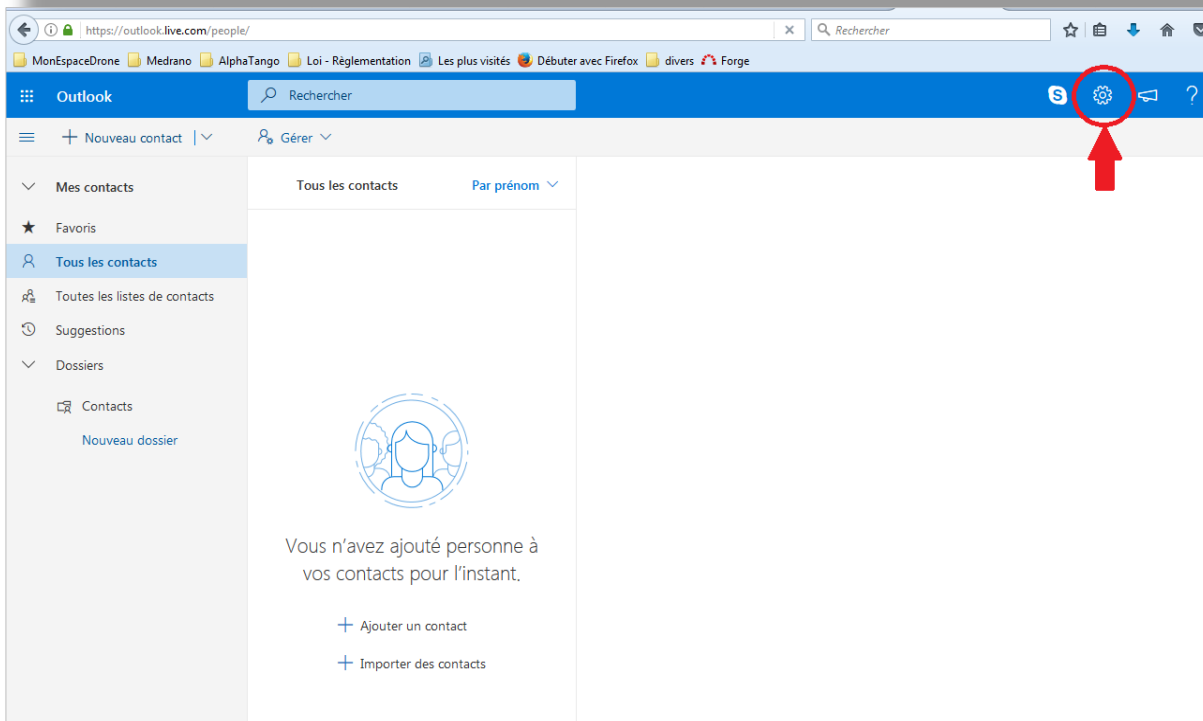 https://outlook.live.com/people/
Rechercher
MonEspaceDrone Medrano AlphaTango Loi - Règlementation Les plus visités Débuter avec Firefox divers Forge
Outlook
Rechercher
S
?
Nouveau contact
Gérer
Mes contacts
Tous les contacts
Par prénom
Favoris
Tous les contacts
Toutes les listes de contacts
Suggestions
Dossiers
Contacts
Nouveau dossier
Vous n'avez ajouté personne à
vos contacts pour l'instant.
Ajouter un contact
Importer des contacts